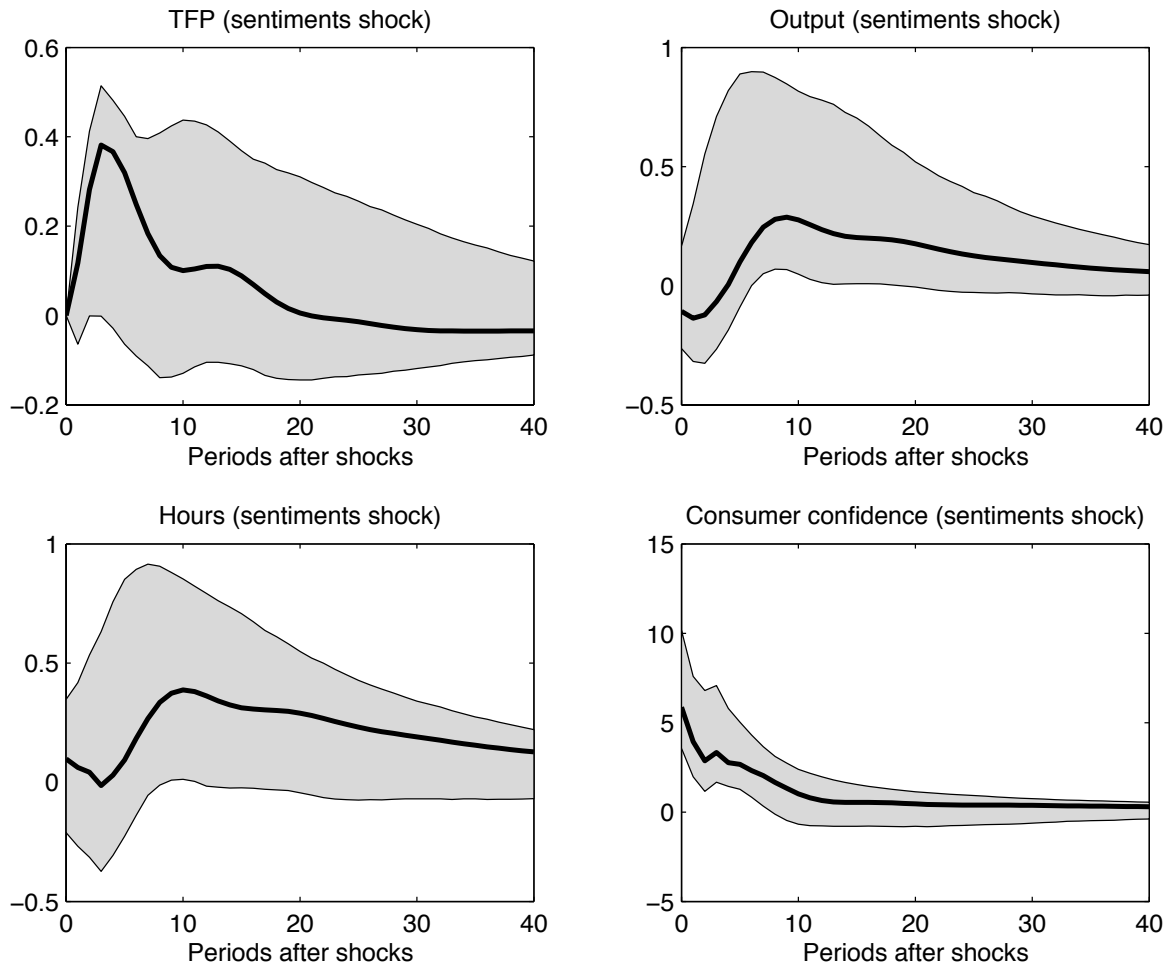 TFP (sentiments shock)
0.6
0.4
0.2
0
−0.2
0 10 20 30 40
Periods after shocks
Output (sentiments shock)
1
0.5
0
−0.5
0 10 20 30 40
Periods after shocks
Hours (sentiments shock)
1
0.5
0
−0.5
0 10 20 30 40
Periods after shocks
Consumer confidence (sentiments shock)
15
10
5
0
−5
0 10 20 30 40
Periods after shocks